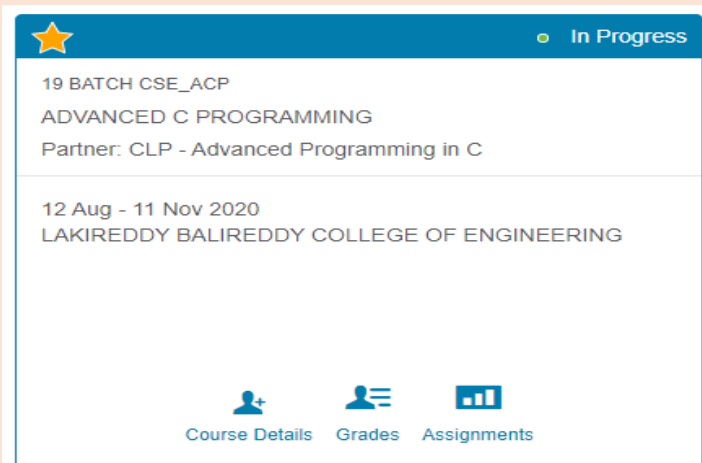 In Progress
19 BATCH CSE_ACP
ADVANCED C PROGRAMMING
Partner: CLP - Advanced Programming in C
12 Aug - 11 Nov 2020
LAKIREDDY BALIREDDY COLLEGE OF ENGINEERING
Course Details Grades Assignments